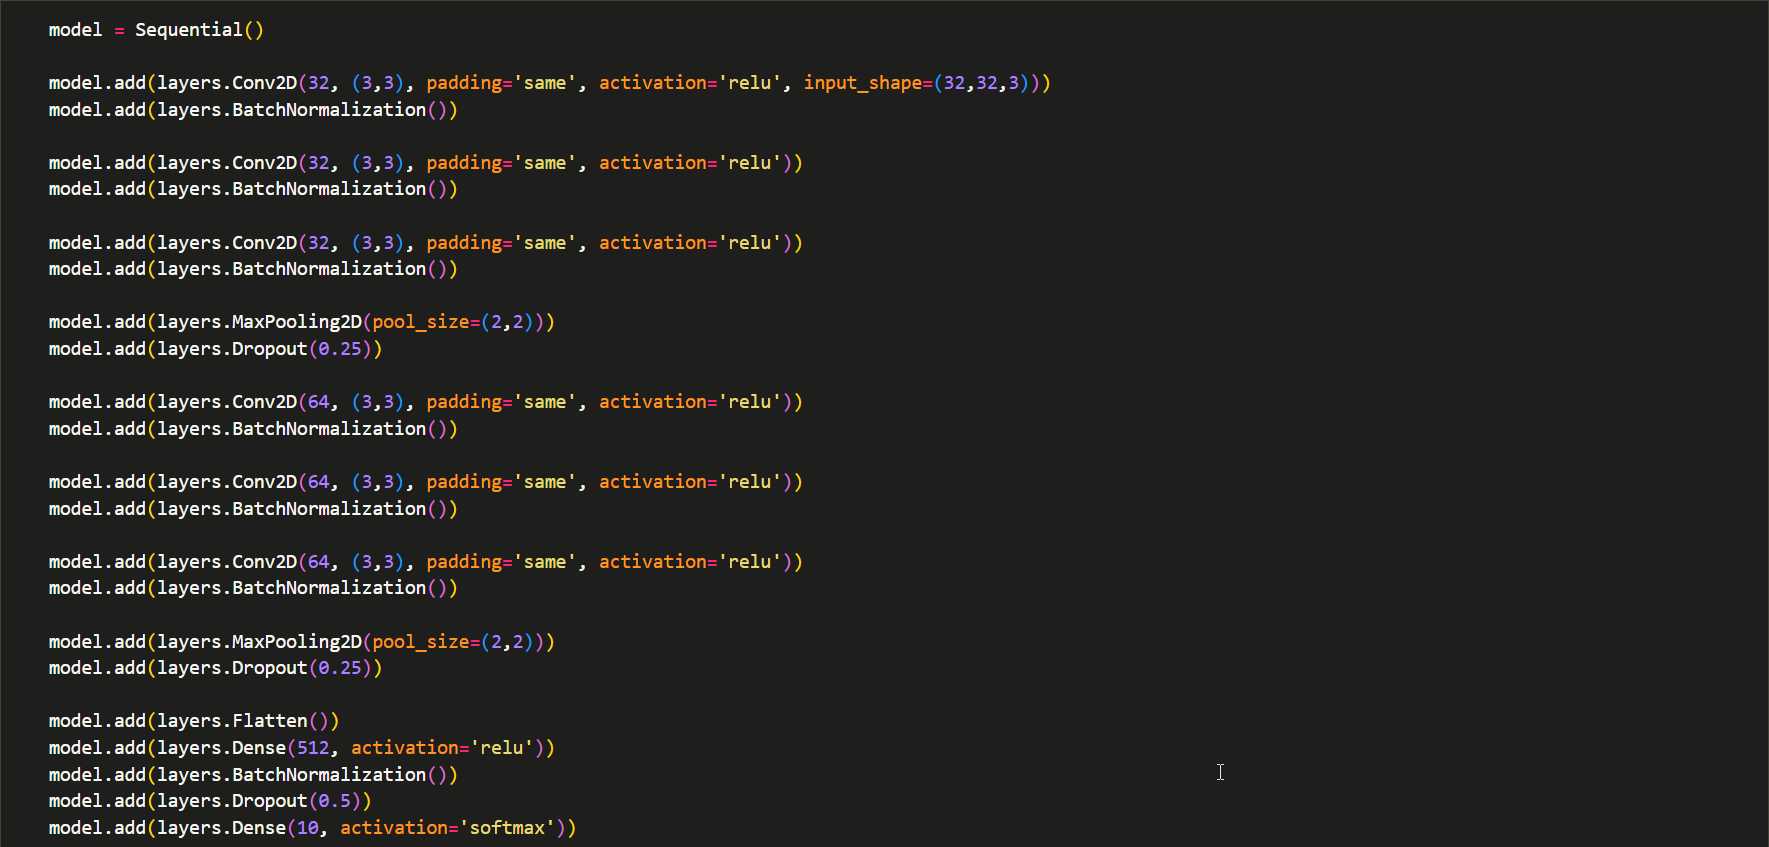 model = Sequential()
model.add(layers.Conv2D(32, (3,3), padding='same', activation='relu', input_shape=(32,32,3)))
model.add(layers.BatchNormalization())
model.add(layers.Conv2D(32, (3,3), padding='same', activation='relu'))
model.add(layers.BatchNormalization())
model.add(layers.Conv2D(32, (3,3), padding='same', activation='relu'))
model.add(layers.BatchNormalization())
model.add(layers.MaxPooling2D(pool_size=(2,2)))
model.add(layers.Dropout(0.25))
model.add(layers.Conv2D(64, (3,3), padding='same', activation='relu'))
model.add(layers.BatchNormalization())
model.add(layers.Conv2D(64, (3,3), padding='same', activation='relu'))
model.add(layers.BatchNormalization())
model.add(layers.Conv2D(64, (3,3), padding='same', activation='relu'))
model.add(layers.BatchNormalization())
model.add(layers.MaxPooling2D(pool_size=(2,2)))
model.add(layers.Dropout(0.25))
model.add(layers.Flatten())
model.add(layers.Dense(512, activation='relu'))
model.add(layers.BatchNormalization())
model.add(layers.Dropout(0.5))
model.add(layers.Dense(10, activation='softmax'))